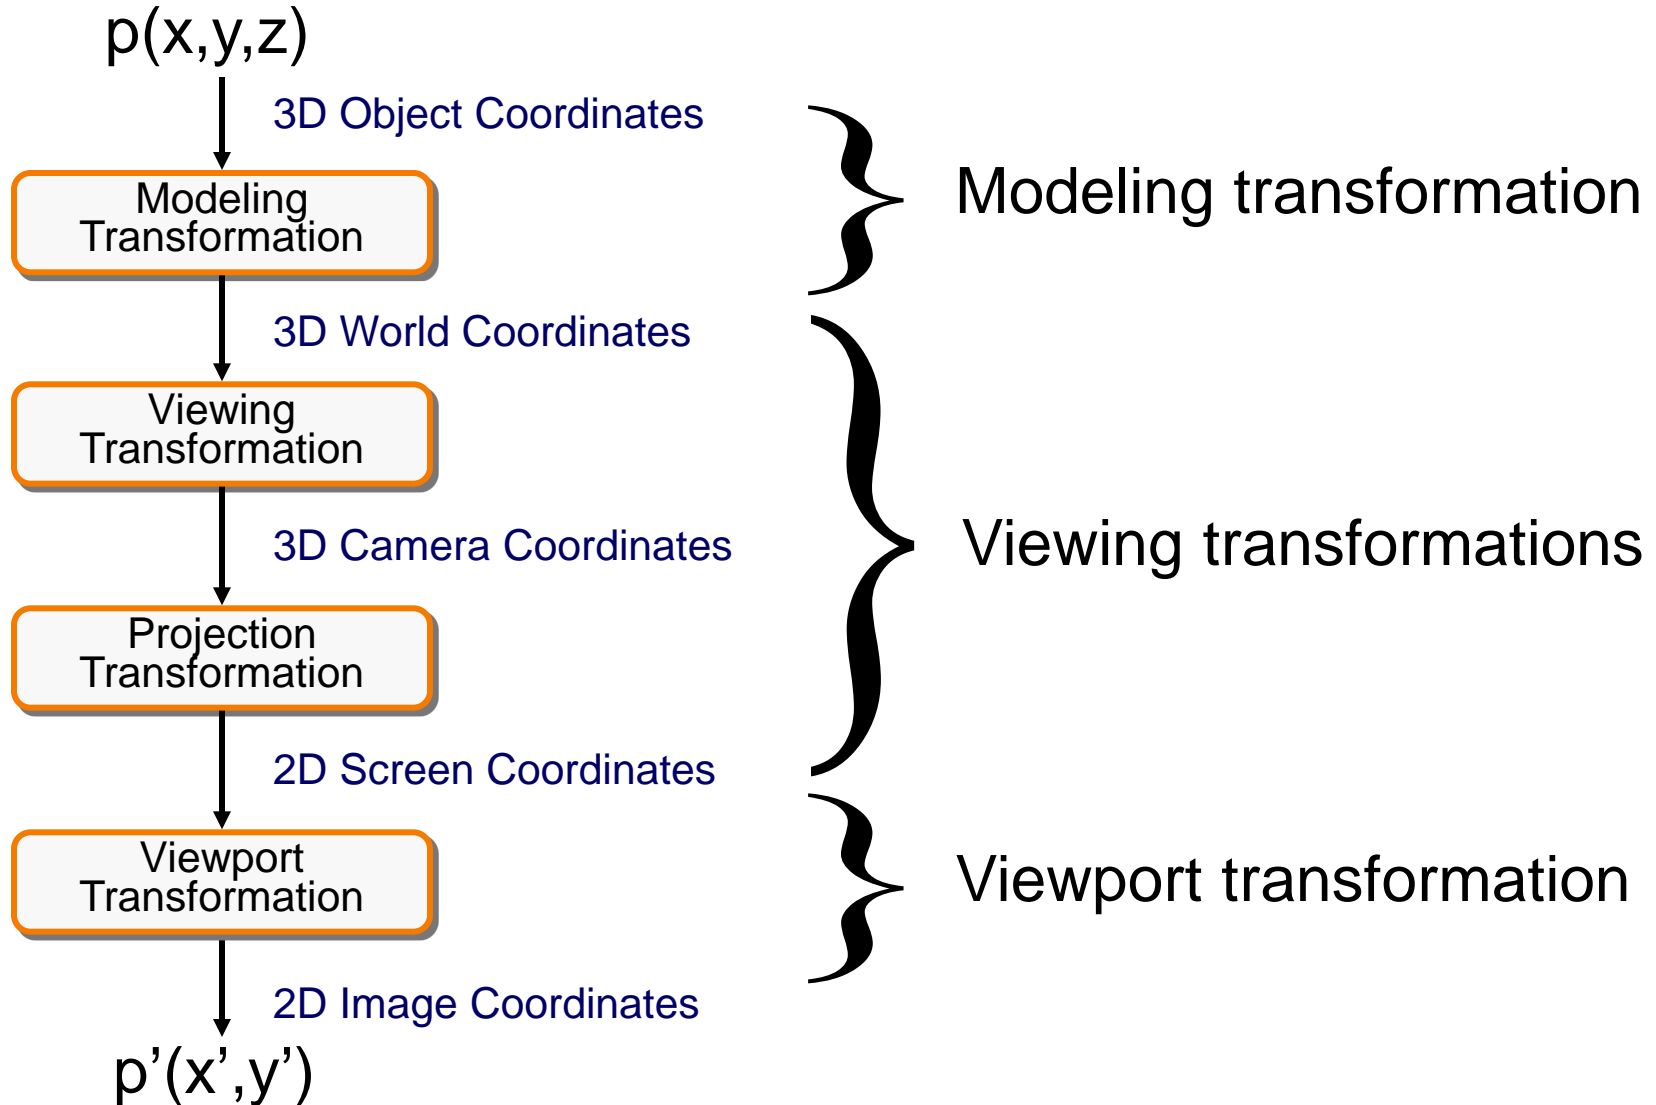 p(x,y,z)
3D Object Coordinates
Modeling
Transformation
Modeling transformation
3D World Coordinates
Viewing
Transformation
3D Camera Coordinates
Viewing transformations
Projection
Transformation
2D Screen Coordinates
Viewport
Transformation
Viewport transformation
2D Image Coordinates
p’(x’,y’)